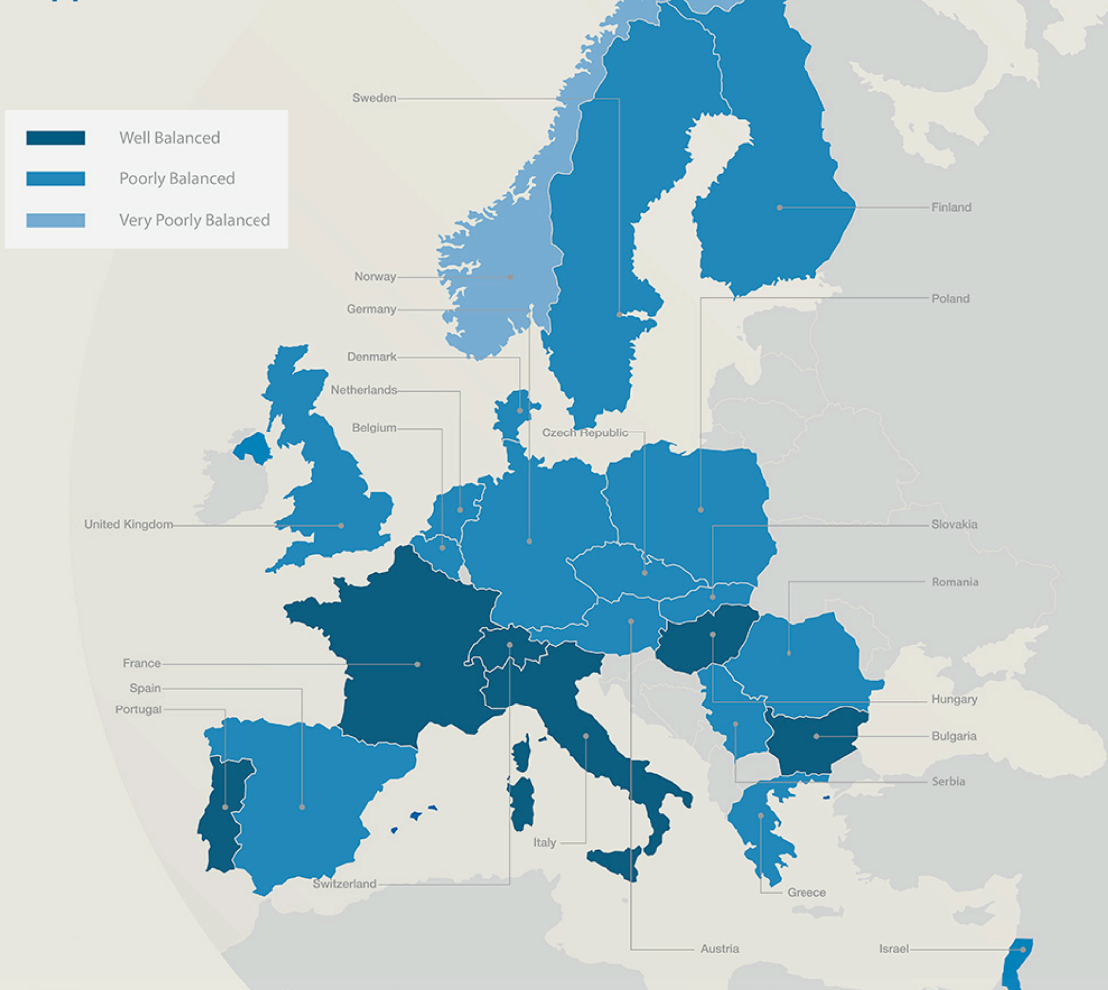 Well Balanced
Poorly Balanced
Very Poorly Balanced
Sweden
Finland
Norway
Poland
Germany
Denmark
Netherlands
Belgium
Czech Republic
United Kingdom
Slovakia
Romania
France
Spain
Portugal
Hungary
Bulgaria
Serbia
Italy
Switzerland
Greece
Austria
Israel